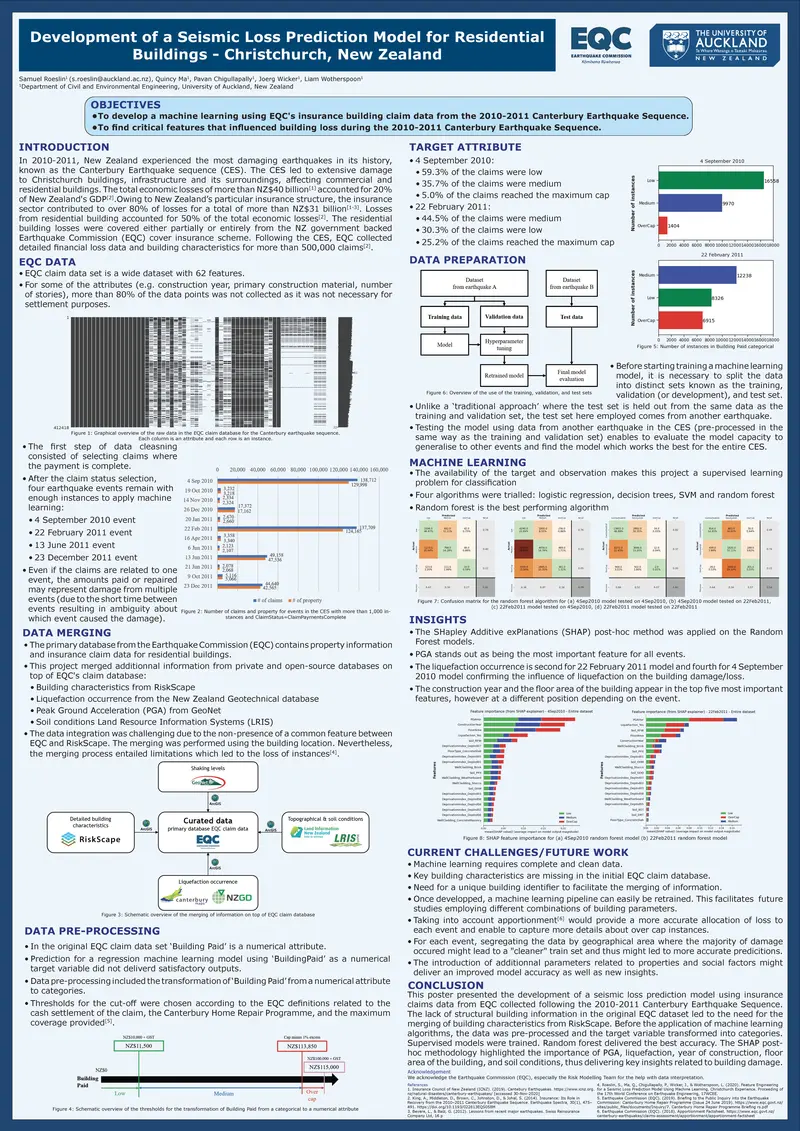 Development of a Seismic Loss Prediction Model for Residential
Buildings - Christchurch, New Zealand
EQC
EARTHQUAKE COMMISSION
Kōmihana Rūwhenua
THE UNIVERSITY OF
AUCKLAND
Te Whare Wānanga o Tāmaki Makaurau
NEW ZEALAND
Samuel Roeslin¹ (s.roeslin@auckland.ac.nz), Quincy Ma¹, Pavan Chigullapally¹, Joerg Wicker¹, Liam Wotherspoon¹
¹Department of Civil and Environmental Engineering, University of Auckland, New Zealand
OBJECTIVES
•To develop a machine learning using EQC's insurance building claim data from the 2010-2011 Canterbury Earthquake Sequence.
•To find critical features that influenced building loss during the 2010-2011 Canterbury Earthquake Sequence.
INTRODUCTION
In 2010-2011, New Zealand experienced the most damaging earthquakes in its history,
known as the Canterbury Earthquake sequence (CES). The CES led to extensive damage
to Christchurch buildings, infrastructure and its surroundings, affecting commercial and
residential buildings. The total economic losses of more than NZ$40 billion[1] accounted for 20%
of New Zealand's GDP[2].Owing to New Zealand's particular insurance structure, the insurance
sector contributed to over 80% of losses for a total of more than NZ$31 billion[1-3]. Losses
from residential building accounted for 50% of the total economic losses[2]. The residential
building losses were covered either partially or entirely from the NZ government backed
Earthquake Commission (EQC) cover insurance scheme. Following the CES, EQC collected
detailed financial loss data and building characteristics for more than 500,000 claims[2].
EQC DATA
• EQC claim data set is a wide dataset with 62 features.
• For some of the attributes (e.g. construction year, primary construction material, number
of stories), more than 80% of the data points was not collected as it was not necessary for
settlement purposes.
1
412418
Figure 1: Graphical overview of the raw data in the EQC claim database for the Canterbury earthquake sequence.
Each column is an attribute and each row is an instance.
• The first step of data cleasning
consisted of selecting claims where
the payment is complete.
• After the claim status selection,
four earthquake events remain with
enough instances to apply machine
learning:
• 4 September 2010 event
• 22 February 2011 event
• 13 June 2011 event
• 23 December 2011 event
• Even if the claims are related to one
event, the amounts paid or repaired
may represent damage from multiple
events (due to the short time between
events resulting in ambiguity about
which event caused the damage).
0 20,000 40,000 60,000 80,000 100,000 120,000 140,000 160,000
4 Sep 2010
19 Oct 2010
14 Nov 2010
26 Dec 2010
20 Jan 2011
22 Feb 2011
16 Apr 2011
6 Jun 2011
13 Jun 2011
21 Jun 2011
9 Oct 2011
23 Dec 2011
138,712
17,372
17,162
137,709
49,158
47,536
44,640
# of claims # of property
Figure 2: Number of claims and property for events in the CES with more than 1,000 in-
stances and ClaimStatus=ClaimPaymentsComplete
DATA MERGING
• The primary database from the Earthquake Commission (EQC) contains property information
and insurance claim data for residential buildings.
• This project merged additionnal information from private and open-source databases on
top of EQC's claim database:
• Building characteristics from RiskScape
• Liquefaction occurrence from the New Zealand Geotechnical database
• Peak Ground Acceleration (PGA) from GeoNet
• Soil conditions Land Resource Information Systems (LRIS)
• The data integration was challenging due to the non-presence of a common feature between
EQC and RiskScape. The merging was performed using the building location. Nevertheless,
the merging process entailed limitations which led to the loss of instances[4].
Shaking levels
GeoNet
ArcGIS
Detailed building
characteristics
RiskScape
ArcGIS
Curated data
primary database EQC claim data
EQC
ArcGIS
Topographical & soil conditions
Land Information
New Zealand
LRIS
ArcGIS
Liquefaction occurrence
canterbury
NZGD
Figure 3: Schematic overview of the merging of information on top of EQC claim database
DATA PRE-PROCESSING
• In the original EQC claim data set 'Building Paid' is a numerical attribute.
• Prediction for a regression machine learning model using 'BuildingPaid' as a numerical
target variable did not deliverd satisfactory outputs.
• Data pre-processing included the transformation of 'Building Paid' from a numerical attribute
to categories.
• Thresholds for the cut-off were chosen according to the EQC definitions related to the
cash settlement of the claim, the Canterbury Home Repair Programme, and the maximum
coverage provided[5].
NZ$10,000 + GST
NZ$11,500
Cap minus 1% excess
NZ$113,850
NZ$100,000 + GST
NZ$115,000
NZ$0
Building
Paid
Low
Medium
Over
cap
Figure 4: Schematic overview of the thresholds for the transformation of Building Paid from a categorical to a numerical attribute
TARGET ATTRIBUTE
• 4 September 2010:
• 59.3% of the claims were low
• 35.7% of the claims were medium
• 5.0% of the claims reached the maximum cap
• 22 February 2011:
• 44.5% of the claims were medium
• 30.3% of the claims were low
• 25.2% of the claims reached the maximum cap
4 September 2010
Number of instances
Low
Medium
OverCap
16558
9970
1404
0 2000 4000 6000 8000 10000 12000 14000 16000 18000
22 February 2011
Number of instances
Medium
Low
OverCap
12238
8326
6915
0 2000 4000 6000 8000 10000 12000 14000 16000 18000
Figure 5: Number of instances in Building Paid categorical
DATA PREPARATION
Dataset
from earthquake A
Dataset
from earthquake B
Training data
Validation data
Test data
Model
Hyperparameter
tuning
Retrained model
Final model
evaluation
Figure 6: Overview of the use of the training, validation, and test sets
• Before starting training a machine learning
model, it is necessary to split the data
into distinct sets known as the training,
validation (or development), and test set.
• Unlike a 'traditional approach' where the test set is held out from the same data as the
training and validation set, the test set here employed comes from another earthquake.
• Testing the model using data from another earthquake in the CES (pre-processed in the
same way as the training and validation set) enables to evaluate the model capacity to
generalise to other events and find the model which works the best for the entire CES.
MACHINE LEARNING
• The availability of the target and observation makes this project a supervised learning
problem for classification
• Four algorithms were trialled: logistic regression, decision trees, SVM and random forest
• Random forest is the best performing algorithm
Figure 7: Confusion matrix for the random forest algorithm for (a) 4Sep2010 model tested on 4Sep2010, (b) 4Sep2010 model tested on 22Feb2011,
(c) 22Feb2011 model tested on 4Sep2010, (d) 22Feb2011 model tested on 22Feb2011
INSIGHTS
• The SHapley Additive exPlanations (SHAP) post-hoc method was applied on the Random
Forest models.
• PGA stands out as being the most important feature for all events.
• The liquefaction occurrence is second for 22 February 2011 model and fourth for 4 September
2010 model confirming the influence of liquefaction on the building damage/loss.
• The construction year and the floor area of the building appear in the top five most important
features, however at a different position depending on the event.
Feature importance (from SHAP explainer) - 4Sep2010 - Entire dataset
Feature importance (from SHAP explainer) - 22Feb2011 - Entire dataset
Features
Features
Figure 8: SHAP feature importance for (a) 4Sep2010 random forest model (b) 22Feb2011 random forest model
CURRENT CHALLENGES/FUTURE WORK
• Machine learning requires complete and clean data.
• Key building characteristics are missing in the initial EQC claim database.
• Need for a unique building identifier to facilitate the merging of information.
• Once developped, a machine learning pipeline can easily be retrained. This facilitates future
studies employing different combinations of building parameters.
• Taking into account apportionment[6] would provide a more accurate allocation of loss to
each event and enable to capture more details about over cap instances.
• For each event, segregating the data by geographical area where the majority of damage
occured might lead to a "cleaner" train set and thus might led to more accurate predicitions.
• The introduction of additionnal parameters related to properties and social factors might
deliver an improved model accuracy as well as new insights.
CONCLUSION
This poster presented the development of a seismic loss prediction model using insurance
claims data from EQC collected following the 2010-2011 Canterbury Earthquake Sequence.
The lack of structural building information in the original EQC dataset led to the need for the
merging of building characteristics from RiskScape. Before the application of machine learning
algorithms, the data was pre-processed and the target variable transformed into categories.
Supervised models were trained. Random forest delivered the best accuracy. The SHAP post-
hoc methodology highlighted the importance of PGA, liquefaction, year of construction, floor
area of the building, and soil conditions, thus delivering key insights related to building damage.
Acknowledgement
We acknowledge the Earthquake Commission (EQC), especially the Risk Modelling Team for the help with data interpretation.
References